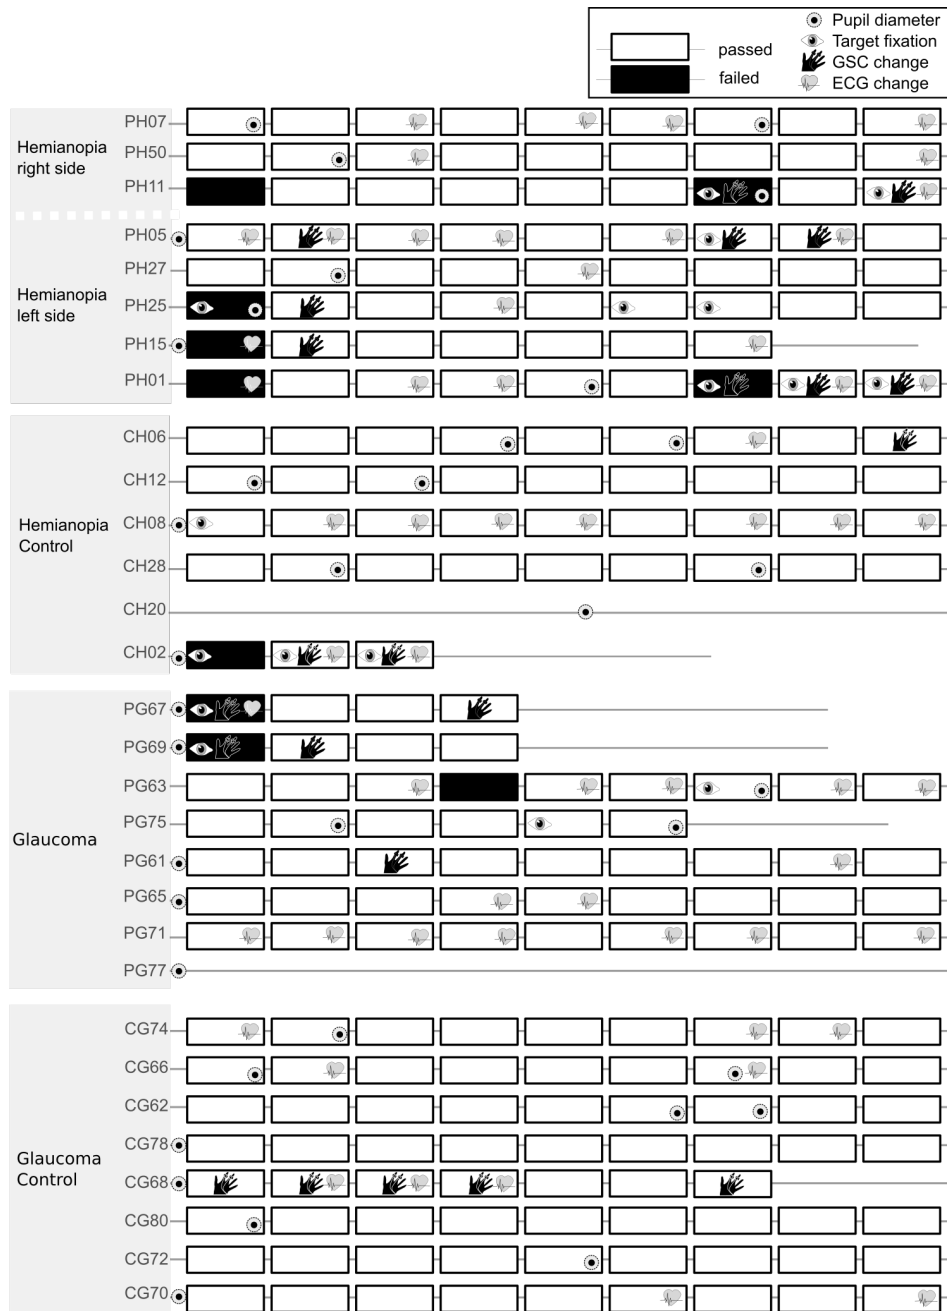 Pupil diameter
passed
Target fixation
GSC change
failed
ECG change
Hemianopia
right side
PH07
PH50
PH11
Hemianopia
left side
PH05
PH27
PH25
PH15
PH01
Hemianopia
Control
CH06
CH12
CH08
CH28
CH20
CH02
Glaucoma
PG67
PG69
PG63
PG75
PG61
PG65
PG71
PG77
Glaucoma
Control
CG74
CG66
CG62
CG78
CG68
CG80
CG72
CG70